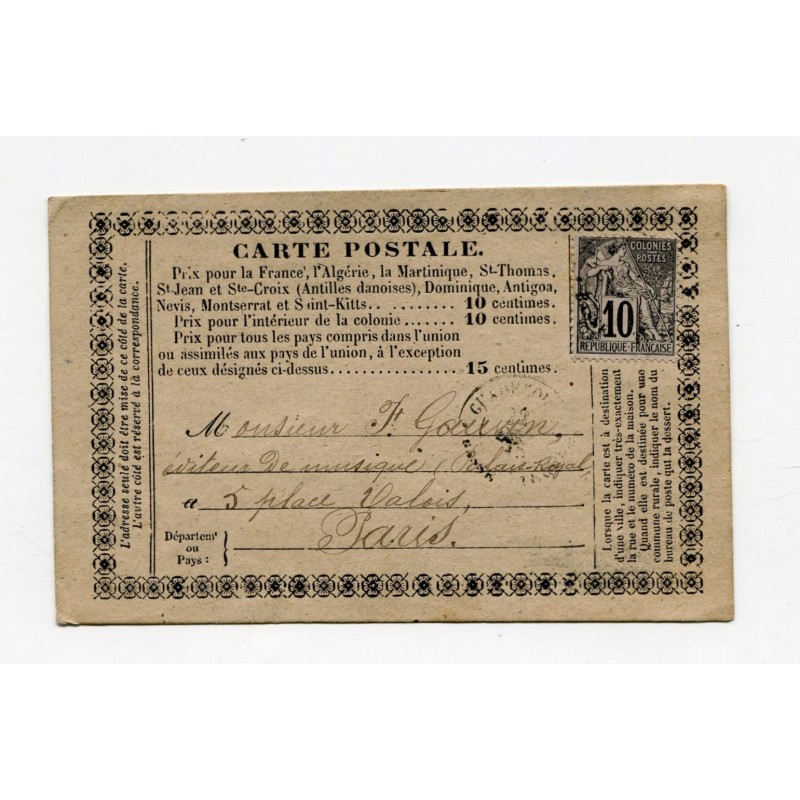 CARTE POSTALE.
Prix pour la France, l'Algérie, la Martinique, St-Thomas,
St-Jean et Ste-Croix (Antilles danoises), Dominique, Antigoa,
Nevis, Montserrat et Saint-Kitts.. ........ 10 centimes.
Prix pour l'intérieur de la colonie ...... 10 centimes.
Prix pour tous les pays compris dans l'union
ou assimilés aux pays de l'union, à l'exception
de ceux désignés ci-dessus............ 15 centimes.
COLONIES
POSTES
10
REPUBLIQUE FRANÇAISE
Monsieur
éditeur de musique Palais-Royal
5 place Valois,
Paris.
Départemt
ou
Pays :
L'adresse seule doit être mise de ce côté de la carte.
L'autre côté est réservé à la correspondance.
Lorsque la carte est à destination
d'une ville, indiquer très-exactement
la rue et le numéro de la maison.
Quand elle est destinée pour une
commune rurale, indiquer le nom du
bureau de poste qui la dessert.